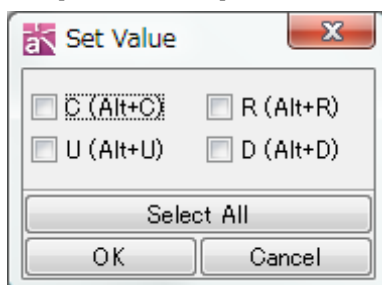 Set Value
C (Alt+C) R (Alt+R)
U (Alt+U) D (Alt+D)
Select All
OK Cancel